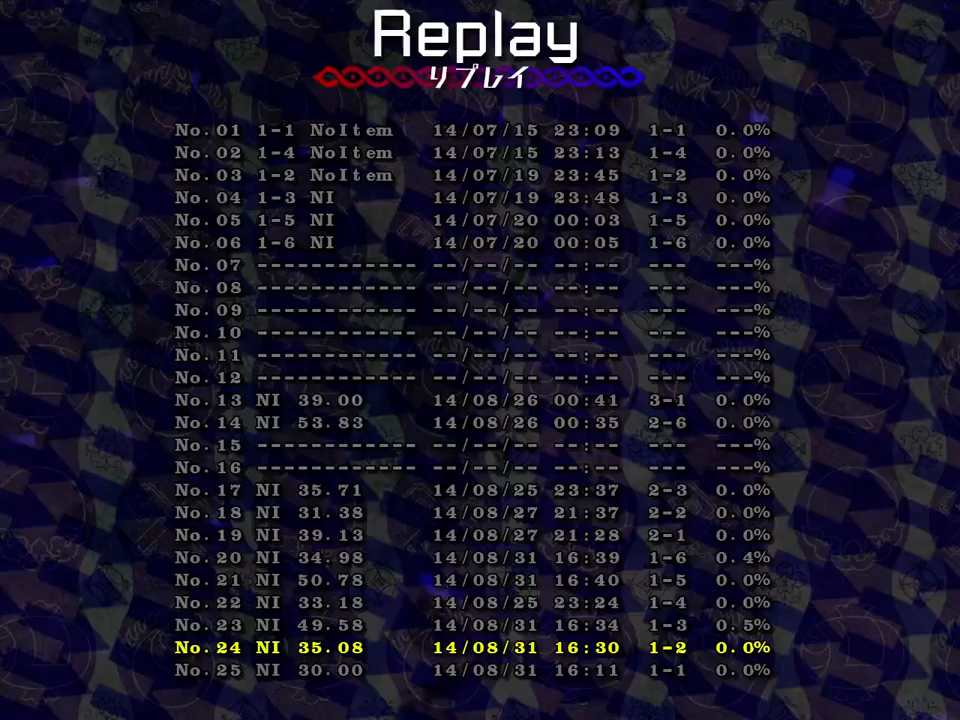 Replay
リプレイ
No.01 1-1 NoItem 14/07/15 23:09 1-1 0.0%
No.02 1-4 NoItem 14/07/15 23:13 1-4 0.0%
No.03 1-2 NoItem 14/07/19 23:45 1-2 0.0%
No.04 1-3 NI 14/07/19 23:48 1-3 0.0%
No.05 1-5 NI 14/07/20 00:03 1-5 0.0%
No.06 1-6 NI 14/07/20 00:05 1-6 0.0%
No.07 ------------ --/--/-- --:-- --- ---%
No.08 ------------ --/--/-- --:-- --- ---%
No.09 ------------ --/--/-- --:-- --- ---%
No.10 ------------ --/--/-- --:-- --- ---%
No.11 ------------ --/--/-- --:-- --- ---%
No.12 ------------ --/--/-- --:-- --- ---%
No.13 NI 39.00 14/08/26 00:41 3-1 0.0%
No.14 NI 53.83 14/08/26 00:35 2-6 0.0%
No.15 ------------ --/--/-- --:-- --- ---%
No.16 ------------ --/--/-- --:-- --- ---%
No.17 NI 35.71 14/08/25 23:37 2-3 0.0%
No.18 NI 31.38 14/08/27 21:37 2-2 0.0%
No.19 NI 39.13 14/08/27 21:28 2-1 0.0%
No.20 NI 34.98 14/08/31 16:39 1-6 0.4%
No.21 NI 50.78 14/08/31 16:40 1-5 0.0%
No.22 NI 33.18 14/08/25 23:24 1-4 0.0%
No.23 NI 49.58 14/08/31 16:34 1-3 0.5%
No.24 NI 35.08 14/08/31 16:30 1-2 0.0%
No.25 NI 30.00 14/08/31 16:11 1-1 0.0%